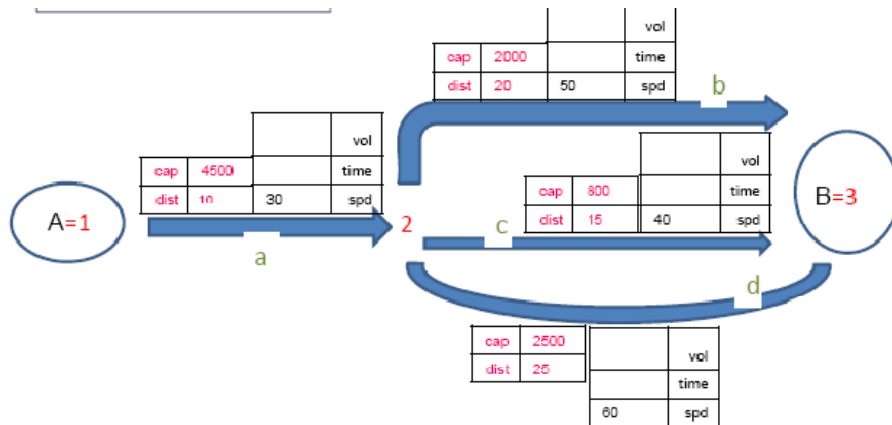 vol
cap 2000 time
dist 20 50 spd
b
vol
cap 4500 time
dist 10 30 spd
vol
cap 800 time
dist 15 40 spd
A=1
2
B=3
a
c
d
cap 2500 vol
dist 25 time
60 spd